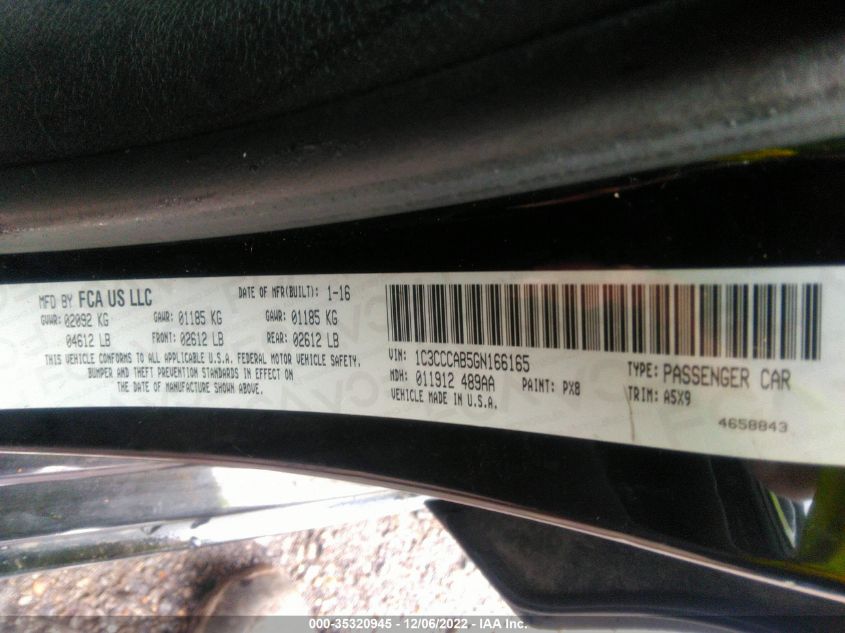 MFD BY FCA US LLC DATE OF MFR(BUILT): 1-16
GVWR: 02092 KG GAWR: 01185 KG GAWR: 01185 KG
04612 LB FRONT: 02612 LB REAR: 02612 LB
THIS VEHICLE CONFORMS TO ALL APPLICABLE U.S.A. FEDERAL MOTOR VEHICLE SAFETY,
BUMPER AND THEFT PREVENTION STANDARDS IN EFFECT ON
THE DATE OF MANUFACTURE SHOWN ABOVE.
VIN: 1C3CCCAB5GN166165 TYPE: PASSENGER CAR
MDH: 011912 489AA PAINT: PX8 TRIM: A5X9
VEHICLE MADE IN U.S.A. 4658843
000-35320945 - 12/06/2022 - IAA Inc.